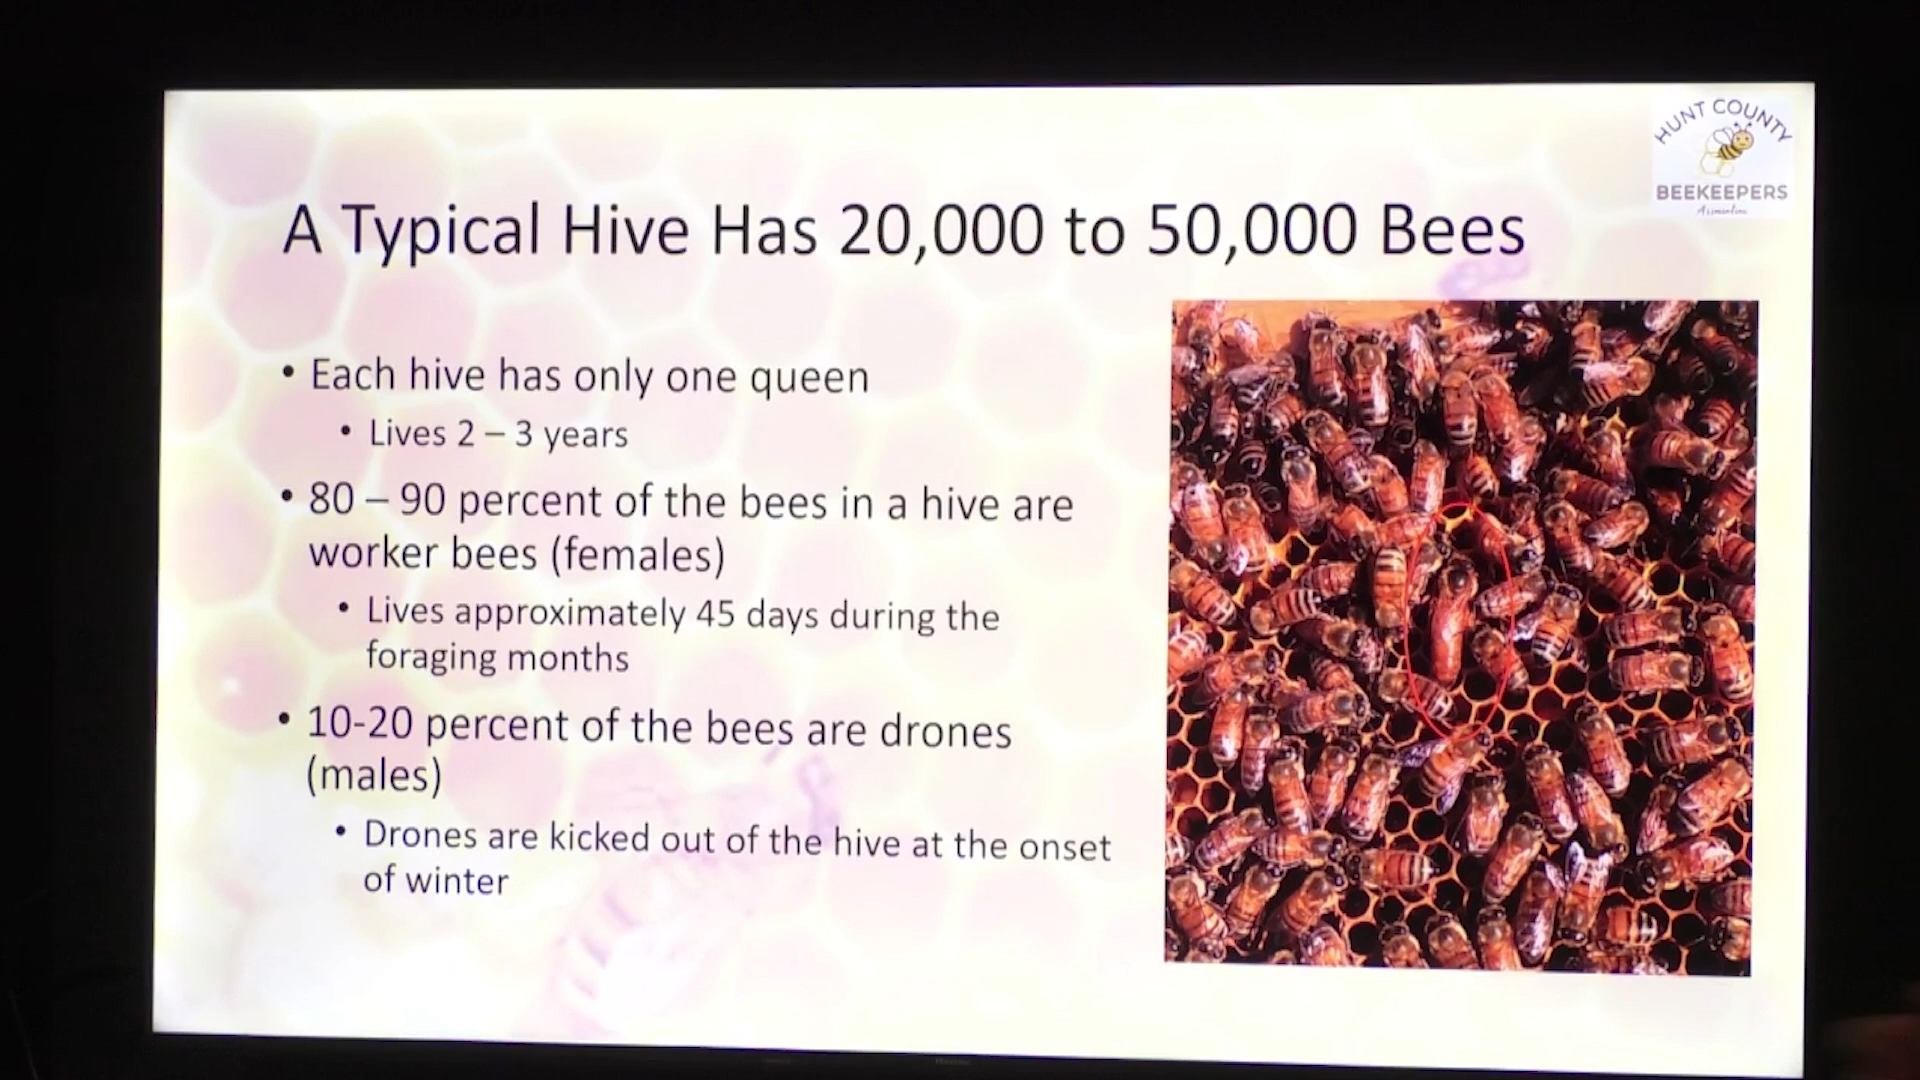 HUNT COUNTY
BEEKEEPERS
Association
A Typical Hive Has 20,000 to 50,000 Bees
• Each hive has only one queen
• Lives 2 – 3 years
• 80 – 90 percent of the bees in a hive are
worker bees (females)
• Lives approximately 45 days during the
foraging months
• 10-20 percent of the bees are drones
(males)
• Drones are kicked out of the hive at the onset
of winter